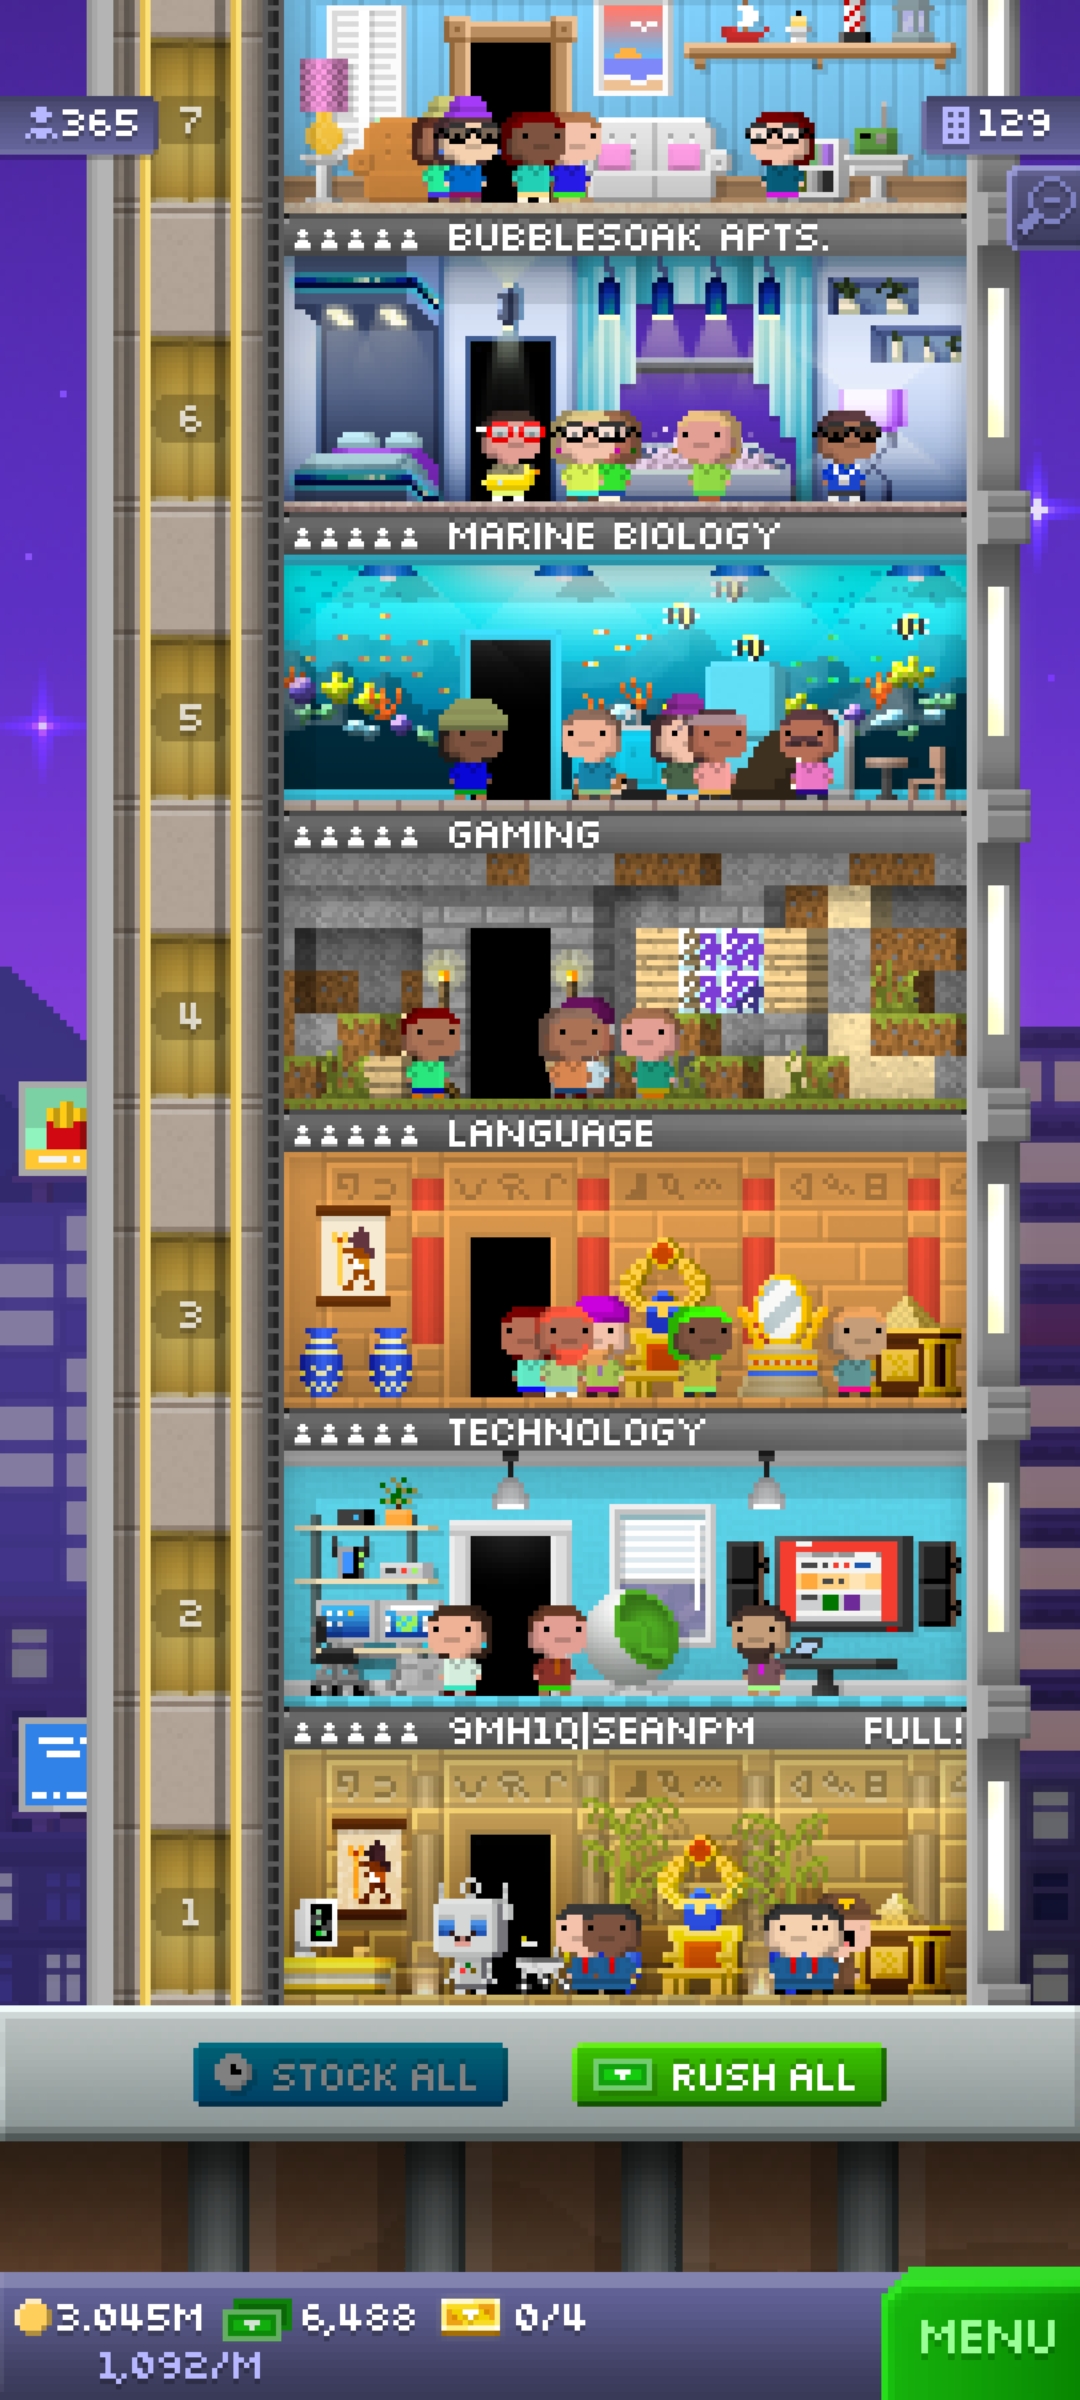 365
7
129
BUBBLESOAK APTS.
6
MARINE BIOLOGY
5
GAMING
4
LANGUAGE
3
TECHNOLOGY
2
9MH1Q|SEANPM FULL!
1
STOCK ALL
RUSH ALL
3.045M 6,488 0/4
1,092/M
MENU